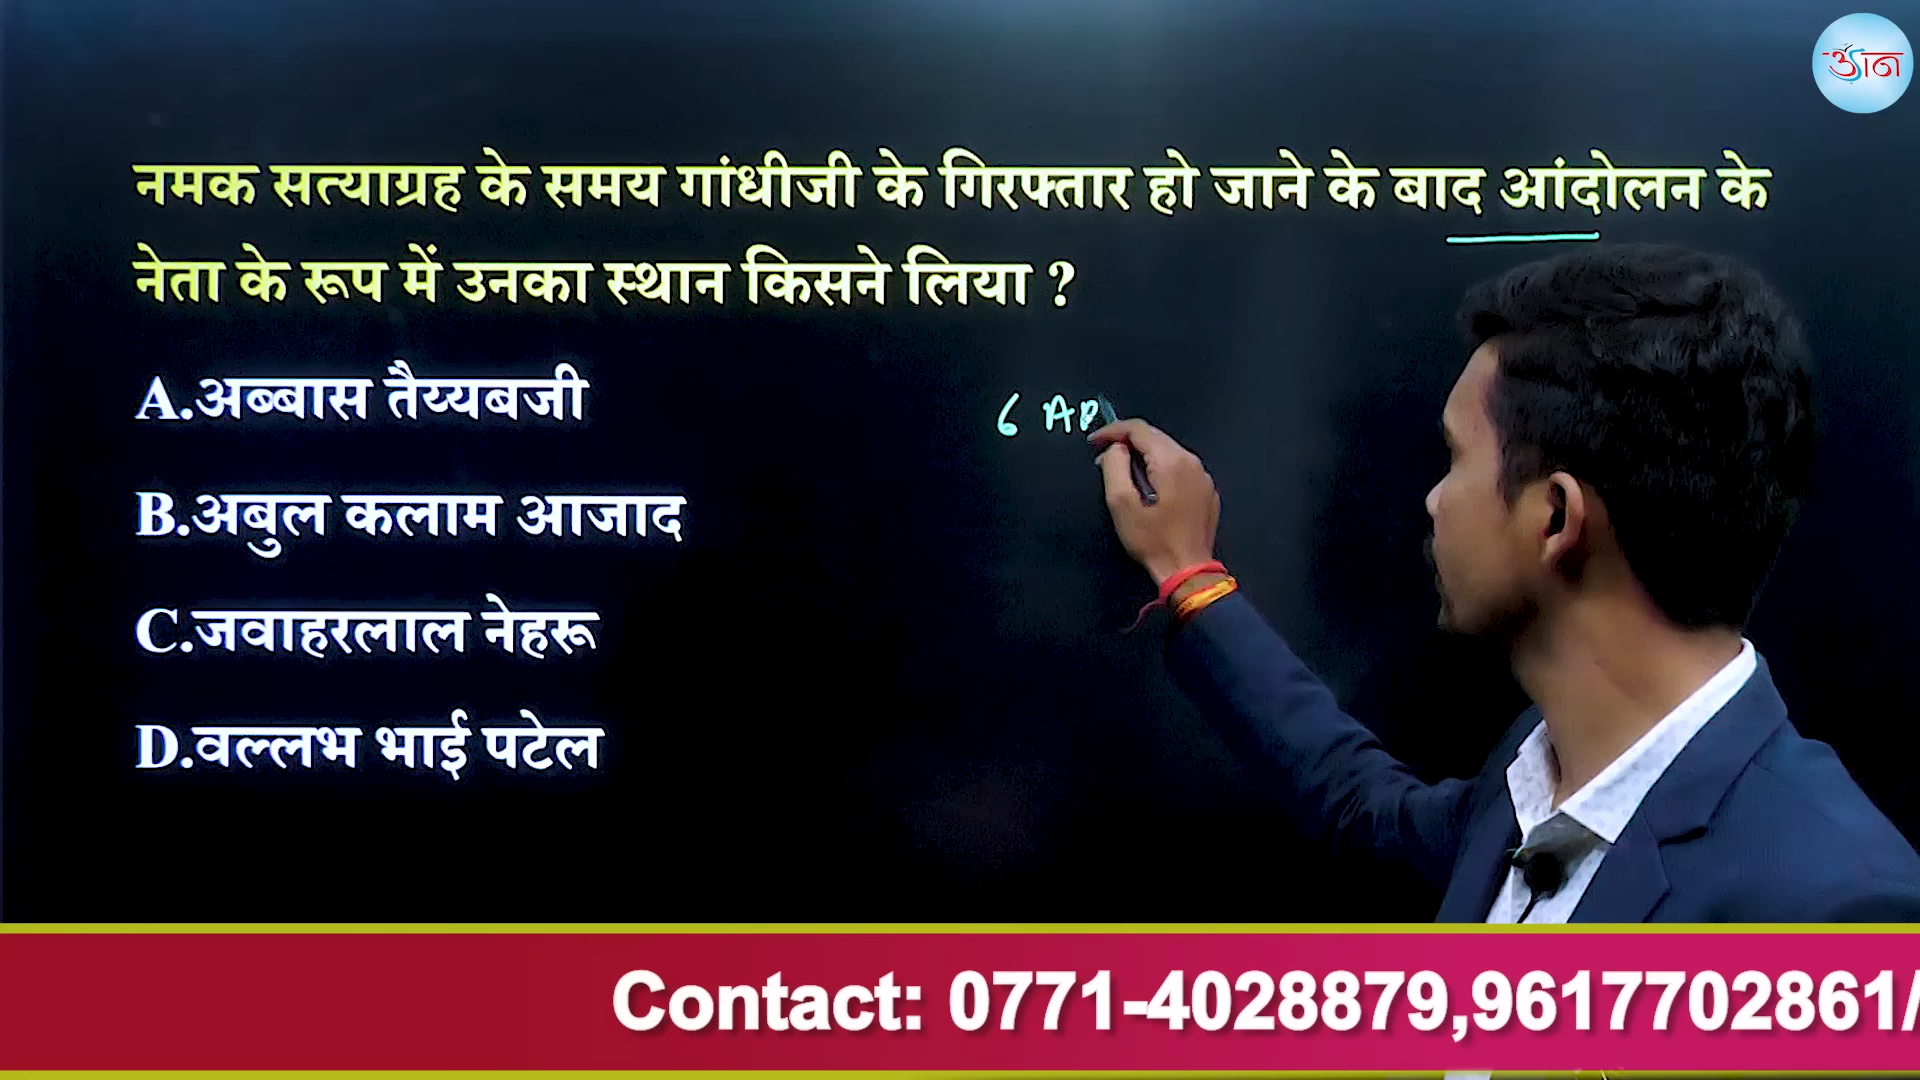 उड़ान
नमक सत्याग्रह के समय गांधीजी के गिरफ्तार हो जाने के बाद आंदोलन के
नेता के रूप में उनका स्थान किसने लिया ?
A.अब्बास तैय्यबजी
6 AP
B.अबुल कलाम आजाद
C.जवाहरलाल नेहरू
D.वल्लभ भाई पटेल
Contact: 0771-4028879,9617702861/